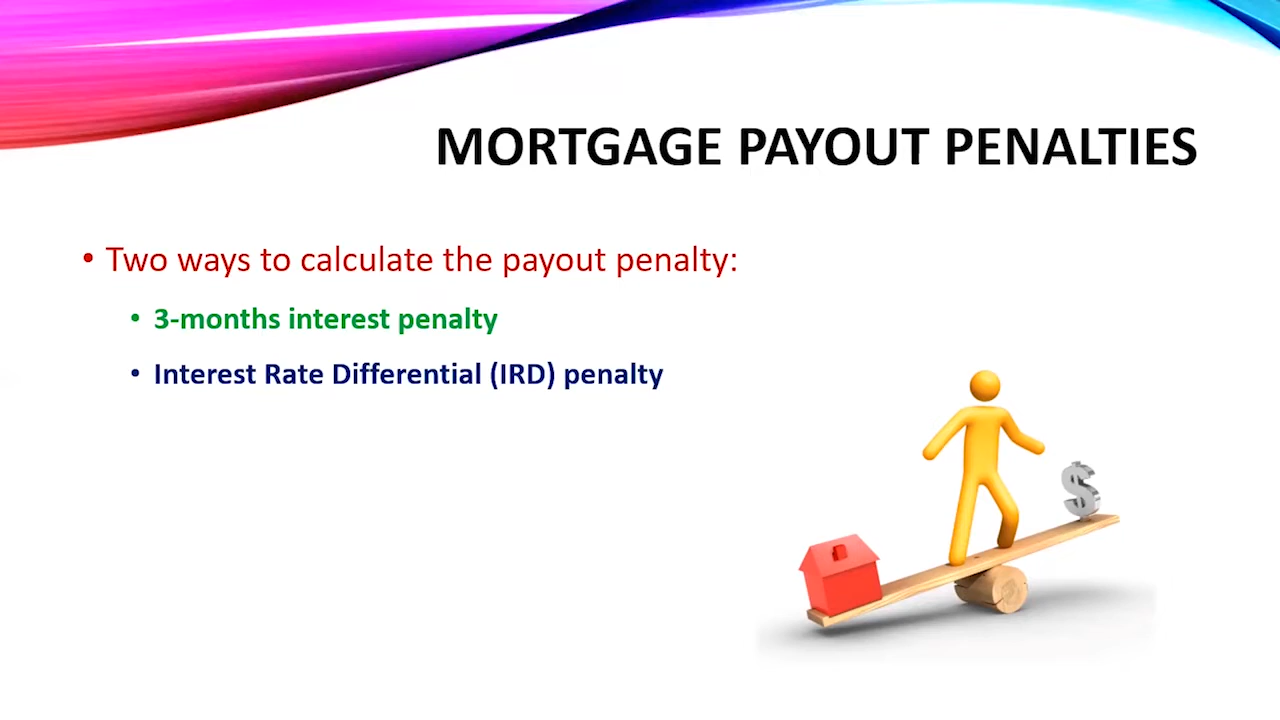 MORTGAGE PAYOUT PENALTIES
• Two ways to calculate the payout penalty:
• 3-months interest penalty
• Interest Rate Differential (IRD) penalty
$